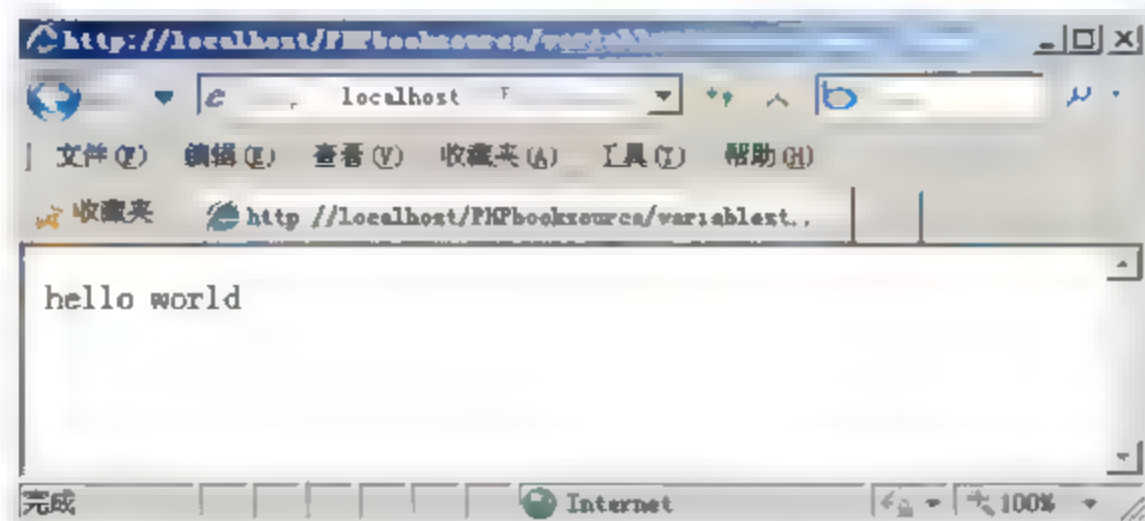 http://localhost/PHPbooksource/
localhost
文件(F) 编辑(E) 查看(V) 收藏夹(A) 工具(T) 帮助(H)
收藏夹 http //localhost/PHPbooksource/variablest..
hello world
完成 Internet 100%